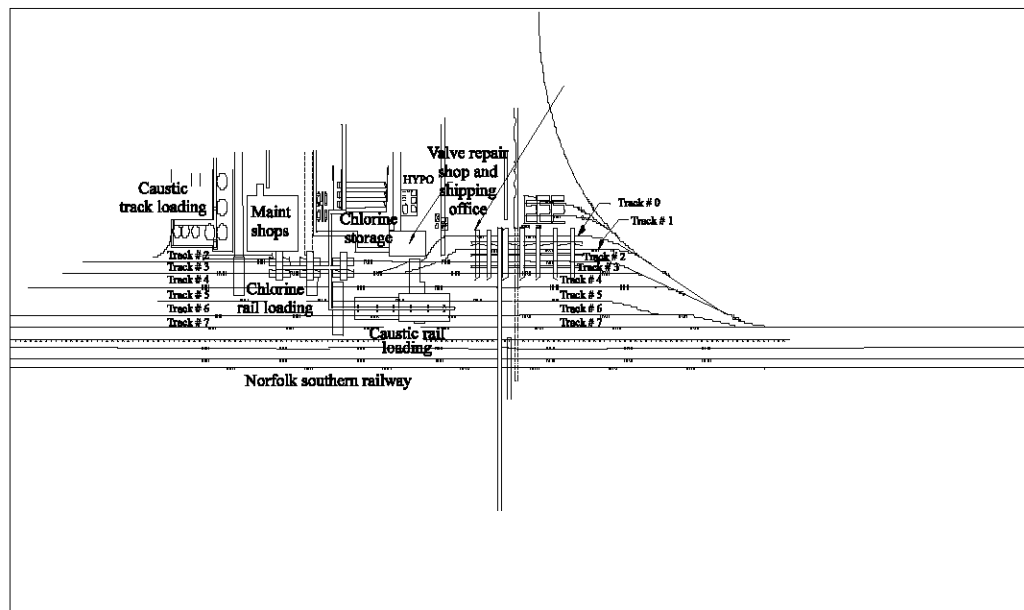 Valve repair
shop and
shipping
office
HYPO
Caustic
track loading
Maint
shops
Chlorine
storage
Track # 0
Track # 1
Track # 2
Track # 3
Track # 4
Track # 5
Track # 6
Track # 7
Track # 2
Track # 3
Track # 4
Track # 5
Track # 6
Track # 7
Chlorine
rail loading
Caustic rail
loading
Norfolk southern railway